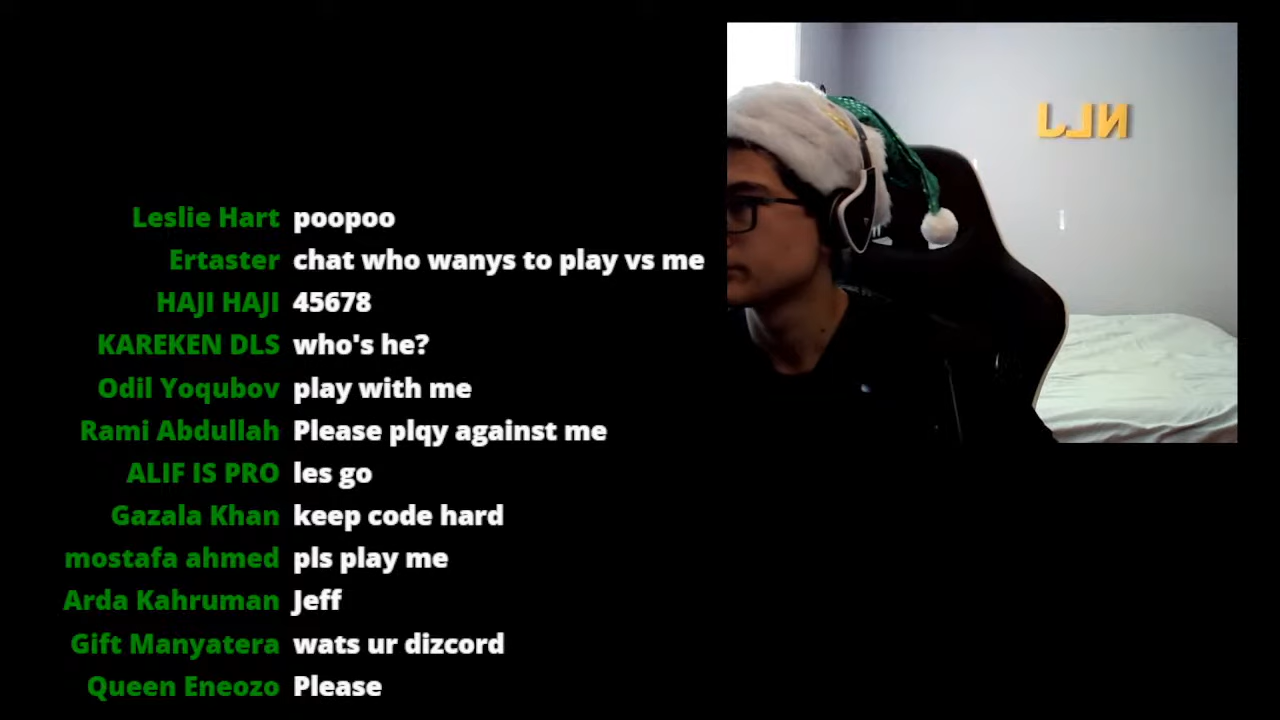 NLJ
Leslie Hart poopoo
Ertaster chat who wanys to play vs me
HAJI HAJI 45678
KAREKEN DLS who's he?
Odil Yoqubov play with me
Rami Abdullah Please plqy against me
ALIF IS PRO les go
Gazala Khan keep code hard
mostafa ahmed pls play me
Arda Kahruman Jeff
Gift Manyatera wats ur dizcord
Queen Eneozo Please